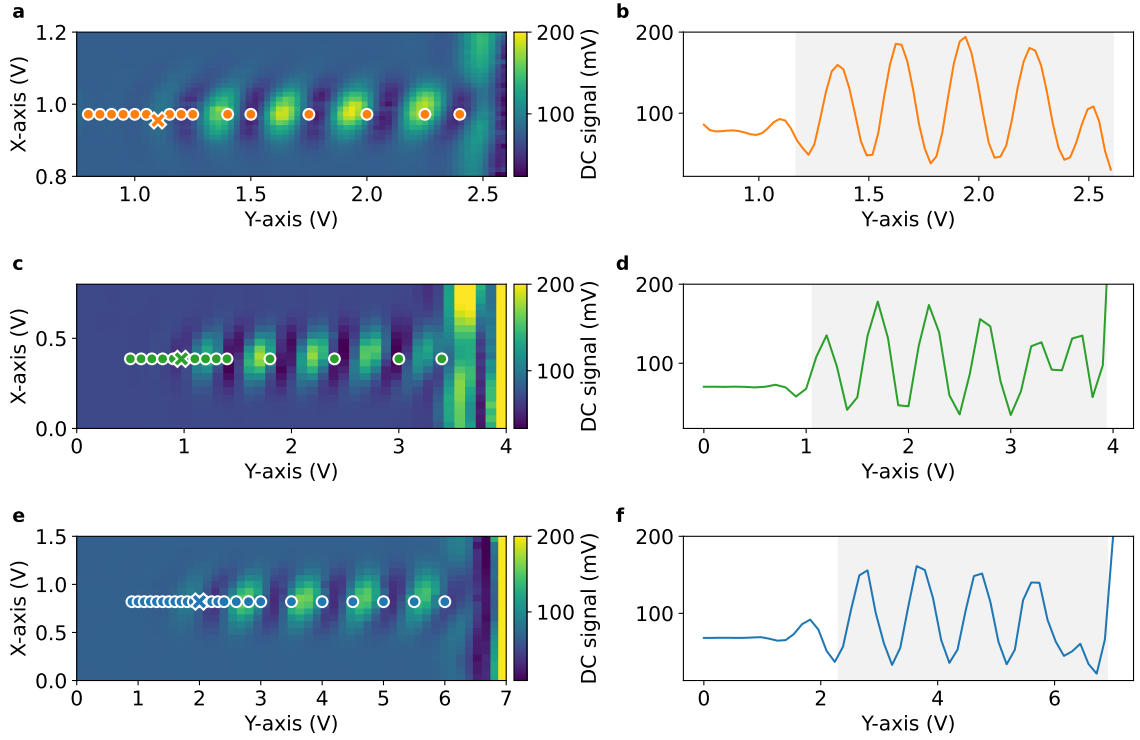 a
X-axis (V)
1.2
1.0
0.8
1.0 1.5 2.0 2.5
Y-axis (V)
200
100
DC signal (mV)
b
200
100
1.0 1.5 2.0 2.5
Y-axis (V)
c
X-axis (V)
0.5
0.0
0 1 2 3 4
Y-axis (V)
200
100
DC signal (mV)
d
200
100
0 1 2 3 4
Y-axis (V)
e
X-axis (V)
1.5
1.0
0.5
0.0
0 1 2 3 4 5 6 7
Y-axis (V)
200
100
DC signal (mV)
f
200
100
0 2 4 6
Y-axis (V)